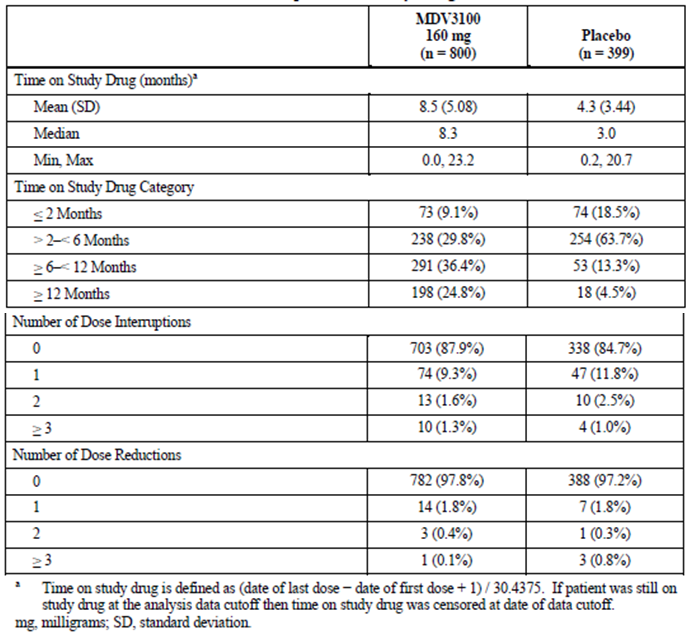 MDV3100
160 mg
(n = 800)
Placebo
(n = 399)
Time on Study Drug (months)a
Mean (SD) 8.5 (5.08) 4.3 (3.44)
Median 8.3 3.0
Min, Max 0.0, 23.2 0.2, 20.7
Time on Study Drug Category
≤ 2 Months 73 (9.1%) 74 (18.5%)
> 2–< 6 Months 238 (29.8%) 254 (63.7%)
≥ 6–< 12 Months 291 (36.4%) 53 (13.3%)
≥ 12 Months 198 (24.8%) 18 (4.5%)
Number of Dose Interruptions
0 703 (87.9%) 338 (84.7%)
1 74 (9.3%) 47 (11.8%)
2 13 (1.6%) 10 (2.5%)
≥ 3 10 (1.3%) 4 (1.0%)
Number of Dose Reductions
0 782 (97.8%) 388 (97.2%)
1 14 (1.8%) 7 (1.8%)
2 3 (0.4%) 1 (0.3%)
≥ 3 1 (0.1%) 3 (0.8%)
a Time on study drug is defined as (date of last dose − date of first dose + 1) / 30.4375. If patient was still on
study drug at the analysis data cutoff then time on study drug was censored at date of data cutoff.
mg, milligrams; SD, standard deviation.